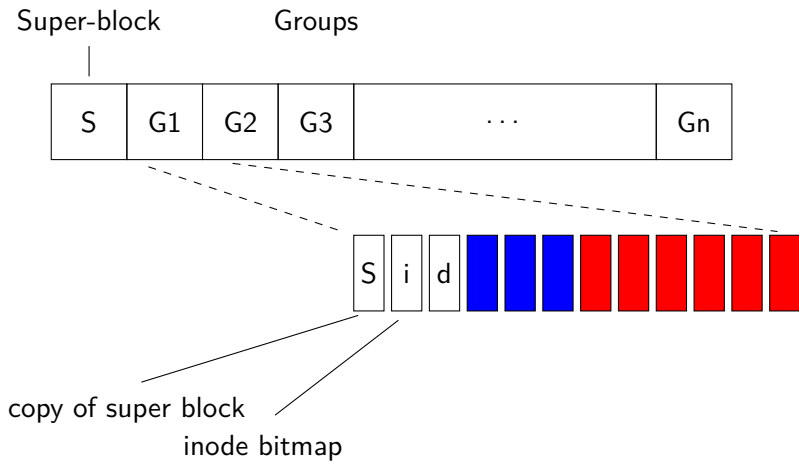 Super-block Groups
S G1 G2 G3 ... Gn
S i d
copy of super block
inode bitmap